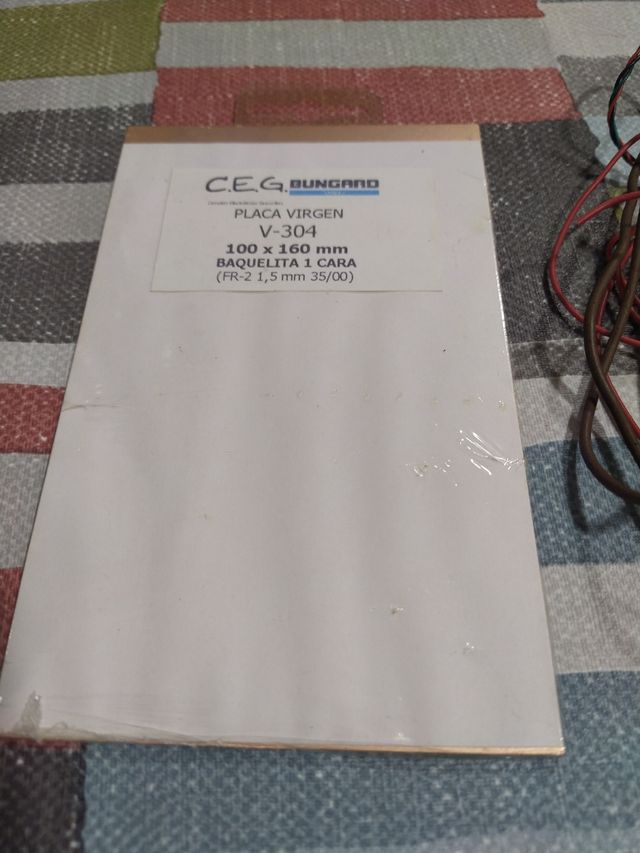 C.E.G. BUNGARD
PLACA VIRGEN
V-304
100 x 160 mm
BAQUELITA 1 CARA
(FR-2 1,5 mm 35/00)